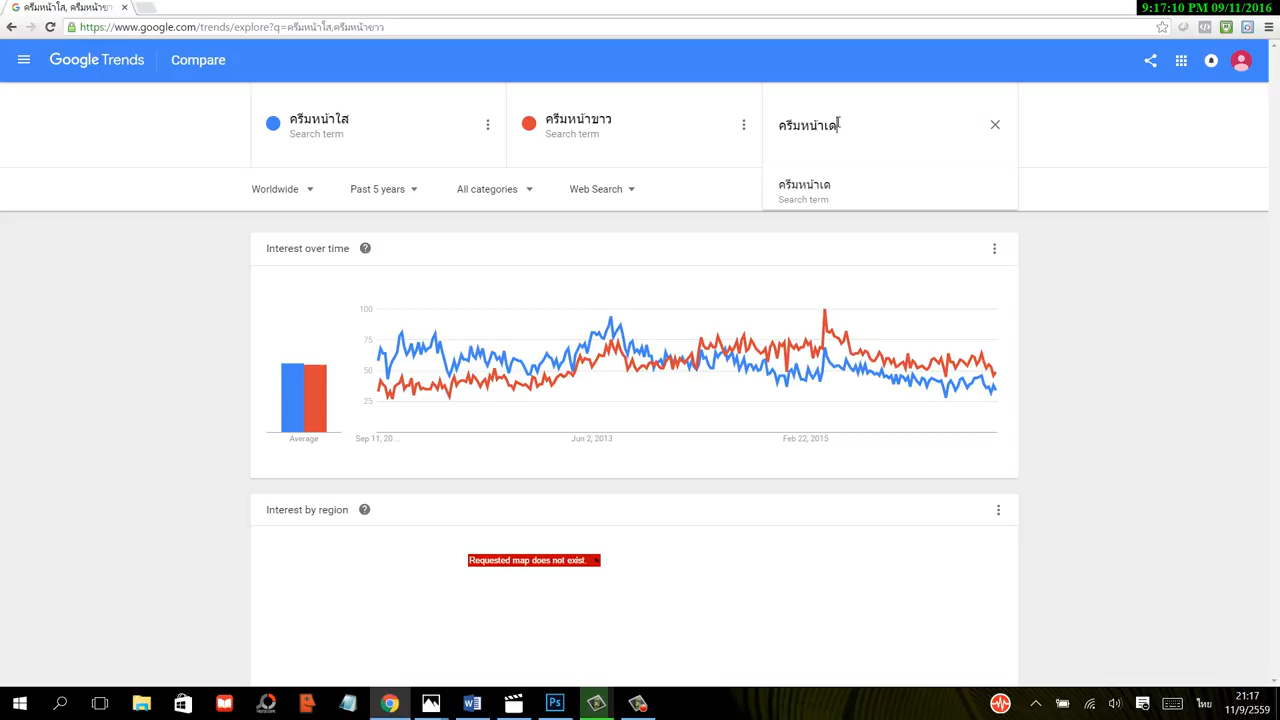 9:17:10 PM 09/11/2016
ครีมหน้าใส, ครีมหน้าขาว
https://www.google.com/trends/explore?q=ครีมหน้าใส,ครีมหน้าขาว
Google Trends
Compare
ครีมหน้าใส
Search term
ครีมหน้าขาว
Search term
ครีมหน้าเด
ครีมหน้าเด
Search term
Worldwide
Past 5 years
All categories
Web Search
Interest over time
100
75
50
25
Average
Sep 11, 20...
Jun 2, 2013
Feb 22, 2015
Interest by region
Requested map does not exist.
ไทย
21:17
11/9/2559